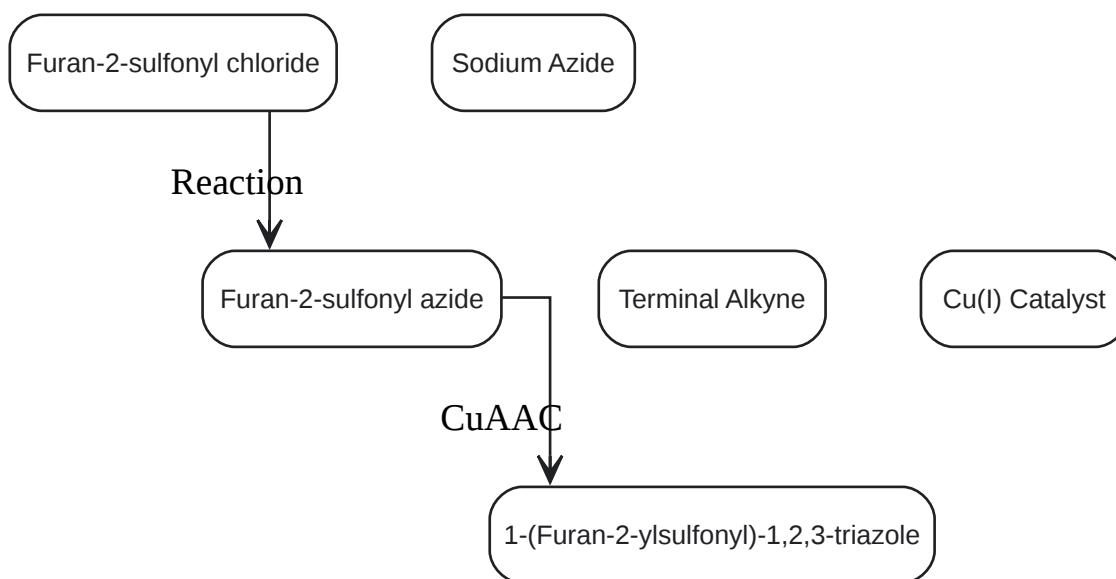 Furan-2-sulfonyl chloride
Sodium Azide
Reaction
Furan-2-sulfonyl azide
Terminal Alkyne
Cu(I) Catalyst
CuAAC
1-(Furan-2-ylsulfonyl)-1,2,3-triazole